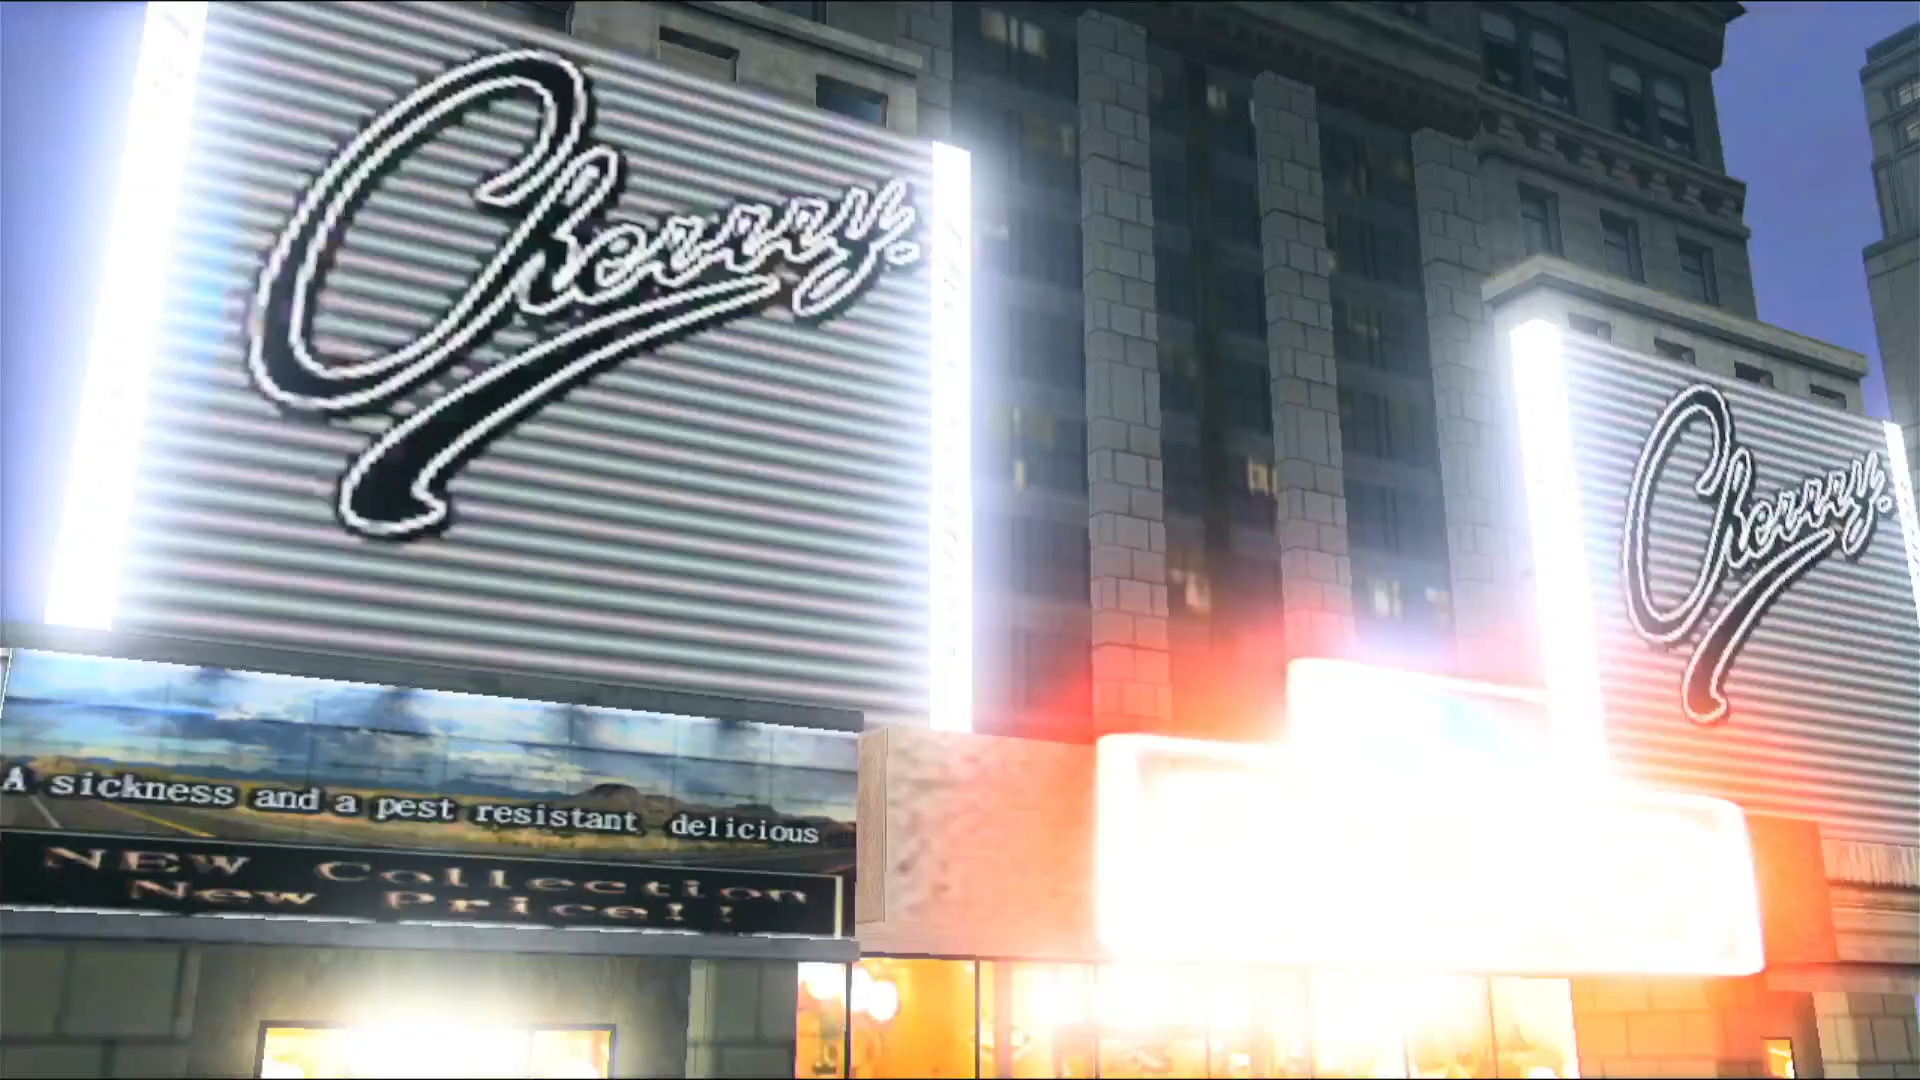 Cherry.
A sickness and a pest resistant delicious
NEW Collection
New Price!!
Cherry.